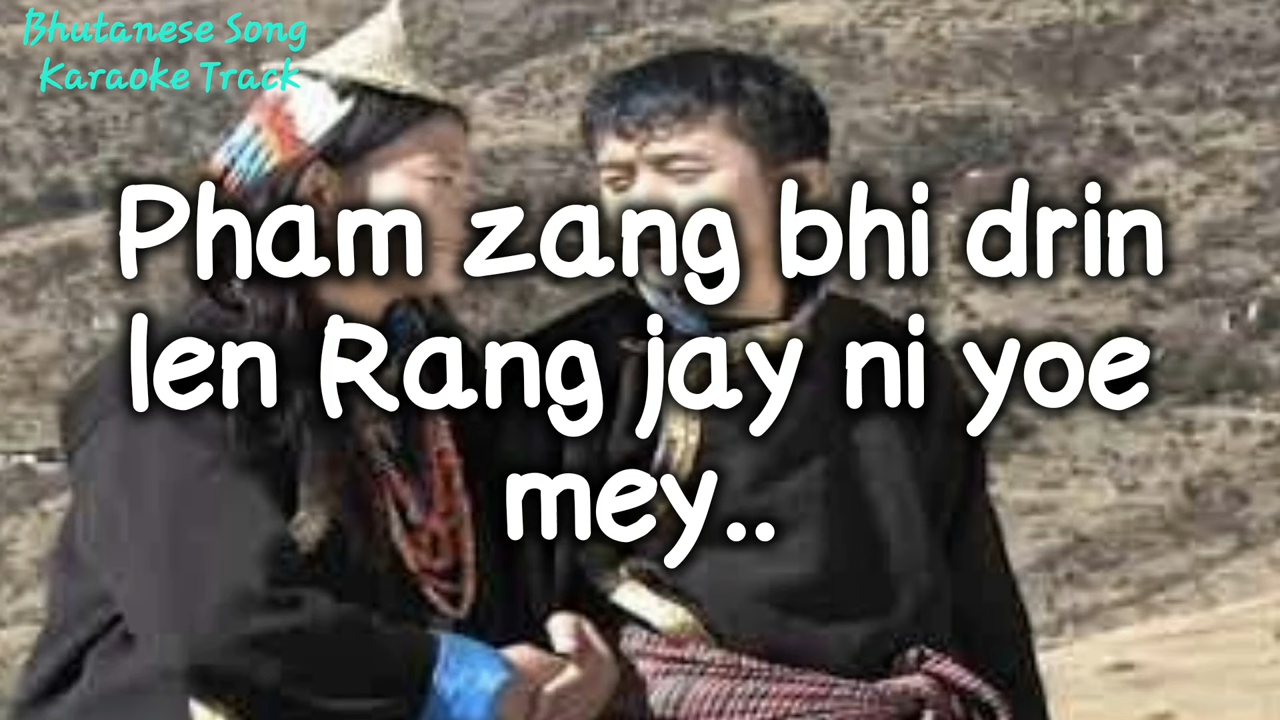 Bhutanese Song
Karaoke Track
Pham zang bhi drin
len Rang jay ni yoe
mey..